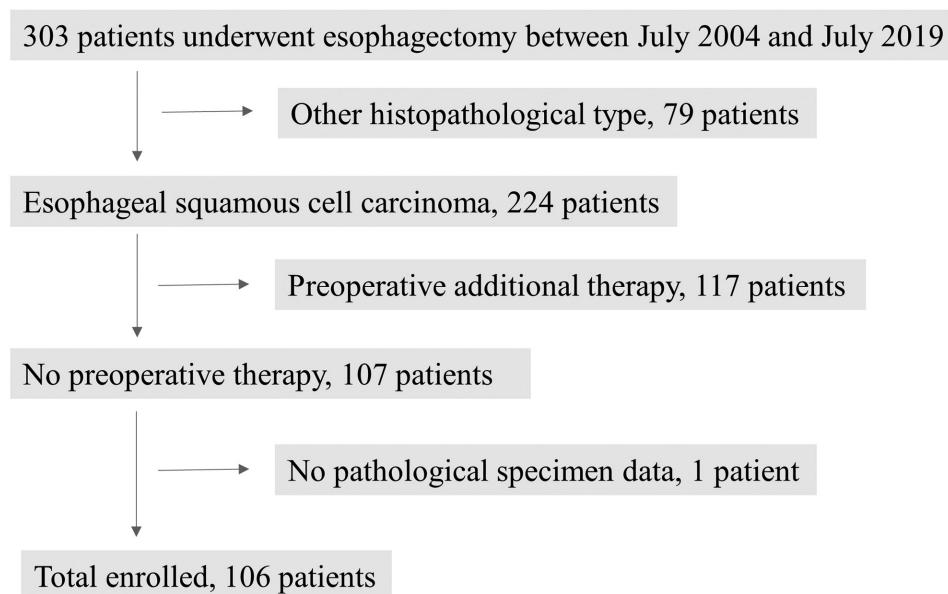 303 patients underwent esophagectomy between July 2004 and July 2019
Other histopathological type, 79 patients
Esophageal squamous cell carcinoma, 224 patients
Preoperative additional therapy, 117 patients
No preoperative therapy, 107 patients
No pathological specimen data, 1 patient
Total enrolled, 106 patients